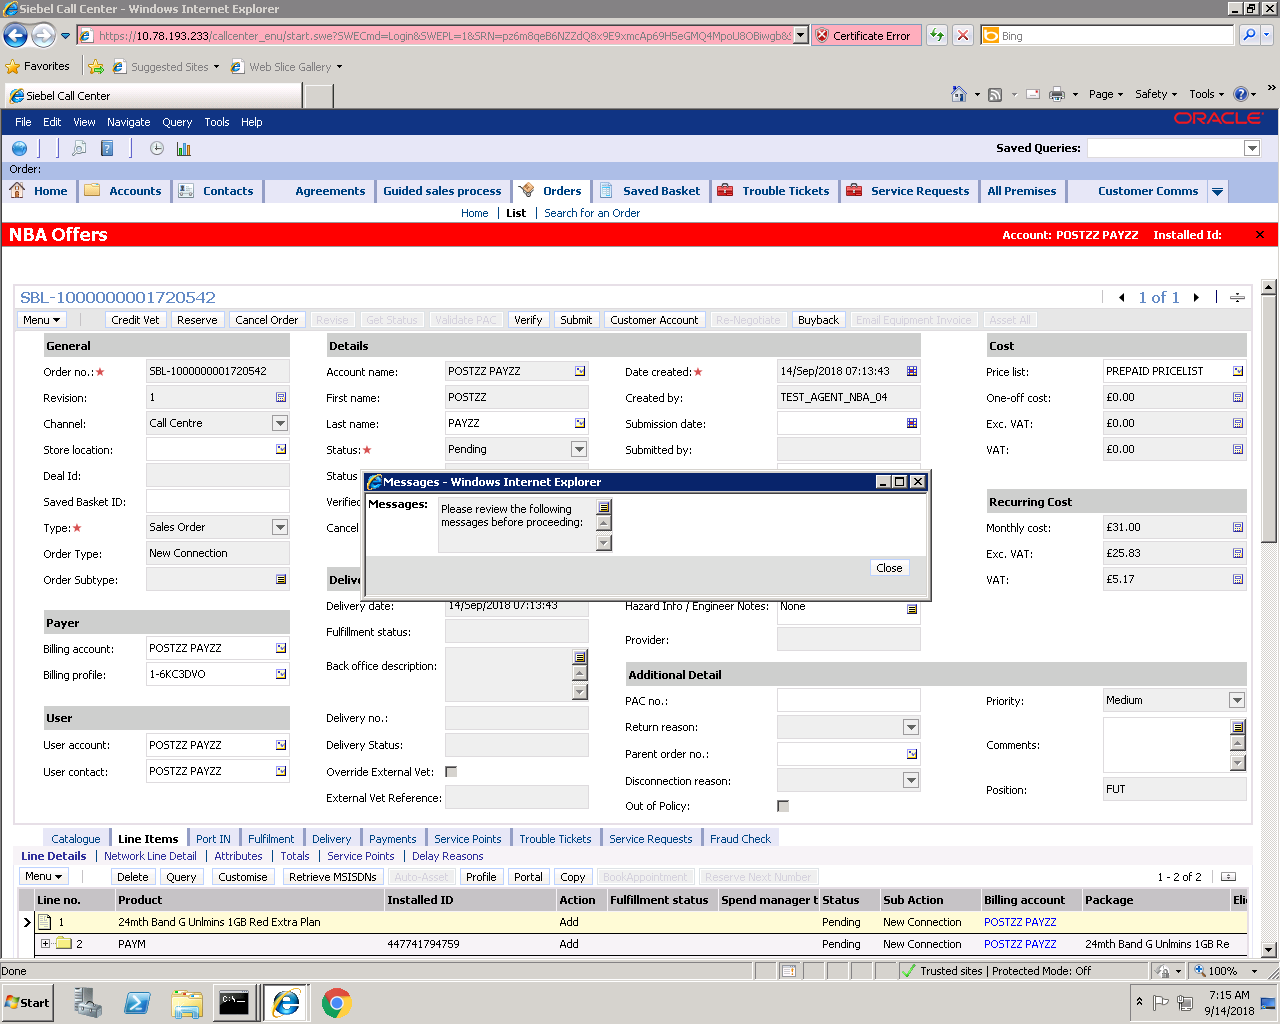 Siebel Call Center - Windows Internet Explorer
https://10.78.193.233/callcenter_enu/start.swe?SWECmd=Login&SWEPL=1&SRN= Certificate Error Bing
Favorites Suggested Sites Web Slice Gallery
Siebel Call Center Page Safety Tools
File Edit View Navigate Query Tools Help ORACLE
Saved Queries:
Order:
Home Accounts Contacts Agreements Guided sales process Orders Saved Basket Trouble Tickets Service Requests All Premises Customer Comms
Home List Search for an Order
NBA Offers Account: POSTZZ PAYZZ Installed Id:
SBL-1000000001720542 1 of 1
Menu Credit Vet Reserve Cancel Order Revise Get Status Validate PAC Verify Submit Customer Account Re-Negotiate Buyback Email Equipment Invoice Asset All
General Details Cost
Order no.: SBL-1000000001720542 Account name: POSTZZ PAYZZ Date created: 14/Sep/2018 07:13:43 Price list: PREPAID PRICELIST
Revision: 1 First name: POSTZZ Created by: TEST_AGENT_NBA_04 One-off cost: £0.00
Channel: Call Centre Last name: PAYZZ Submission date: Exc. VAT: £0.00
Store location: Status: Pending Submitted by: VAT: £0.00
Deal Id: Status
Messages - Windows Internet Explorer
Messages: Please review the following
messages before proceeding:
Close
Saved Basket ID: Verified Recurring Cost
Type: Sales Order Cancel Monthly cost: £31.00
Order Type: New Connection Exc. VAT: £25.83
Order Subtype: Delive VAT: £5.17
Delivery date: 14/Sep/2018 07:13:43 Hazard Info / Engineer Notes: None
Payer Fulfillment status: Provider:
Billing account: POSTZZ PAYZZ Back office description: Additional Detail
Billing profile: 1-6KC3DVO PAC no.: Priority: Medium
User Delivery no.: Return reason:
User account: POSTZZ PAYZZ Delivery Status: Parent order no.: Comments:
User contact: POSTZZ PAYZZ Override External Vet: Disconnection reason:
External Vet Reference: Out of Policy: Position: FUT
Catalogue Line Items Port IN Fulfilment Delivery Payments Service Points Trouble Tickets Service Requests Fraud Check
Line Details Network Line Detail Attributes Totals Service Points Delay Reasons
Menu Delete Query Customise Retrieve MSISDNs Auto-Asset Profile Portal Copy BookAppointment Reserve Next Number 1 - 2 of 2
Line no. Product Installed ID Action Fulfillment status Spend manager t Status Sub Action Billing account Package Eli
1 24mth Band G Unlmins 1GB Red Extra Plan Add Pending New Connection POSTZZ PAYZZ
2 PAYM 447741794759 Add Pending New Connection POSTZZ PAYZZ 24mth Band G Unlmins 1GB Re
Done Trusted sites | Protected Mode: Off 100%
Start 7:15 AM
9/14/2018